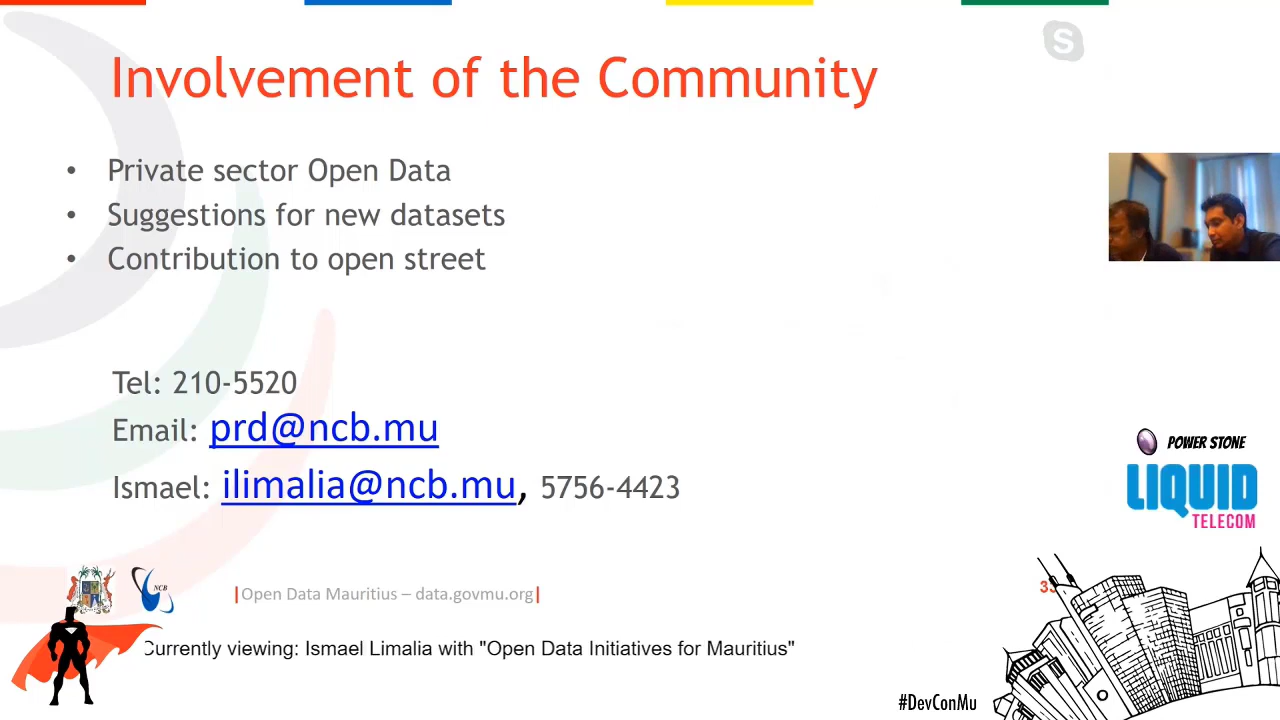 S
Involvement of the Community
• Private sector Open Data
• Suggestions for new datasets
• Contribution to open street
Tel: 210-5520
Email: prd@ncb.mu
Ismael: ilimalia@ncb.mu, 5756-4423
POWER STONE
LIQUID
TELECOM
NCB
|Open Data Mauritius – data.govmu.org|
Currently viewing: Ismael Limalia with "Open Data Initiatives for Mauritius"
#DevConMu